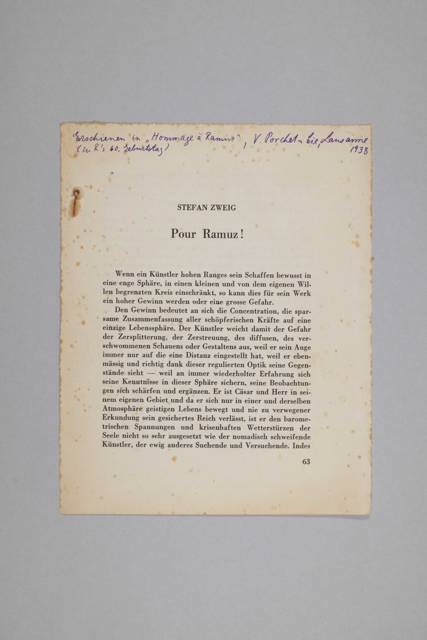 Erschienen in „Hommage à Ramuz", V. Porchet & Cie, Lausanne
(zu R's 60. Geburtstag) 1938
STEFAN ZWEIG
Pour Ramuz!
Wenn ein Künstler hohen Ranges sein Schaffen bewusst in
eine enge Sphäre, in einen kleinen und von dem eigenen Wil-
len begrenzten Kreis einschränkt, so kann dies für sein Werk
ein hoher Gewinn werden oder eine grosse Gefahr.
Den Gewinn bedeutet an sich die Concentration, die spar-
same Zusammenfassung aller schöpferischen Kräfte auf eine
einzige Lebenssphäre. Der Künstler weicht damit der Gefahr
der Zersplitterung, der Zerstreuung, des diffusen, des ver-
schwommenen Schauens oder Gestaltens aus, weil er sein Auge
immer nur auf die eine Distanz eingestellt hat, weil er eben-
mässig und richtig dank dieser regulierten Optik seine Gegen-
stände sieht — weil an immer wiederholter Erfahrung sich
seine Kenntnisse in dieser Sphäre sichern, seine Beobachtun-
gen sich schärfen und ergänzen. Er ist Cäsar und Herr in sei-
nem eigenen Gebiet und da er sich nur in einer und derselben
Atmosphäre geistigen Lebens bewegt und nie zu verwegener
Erkundung sein gesichertes Reich verlässt, ist er den barome-
trischen Spannungen und krisenhaften Wetterstürzen der
Seele nicht so sehr ausgesetzt wie der nomadisch schweifende
Künstler, der ewig anderes Suchende und Versuchende. Indes
63